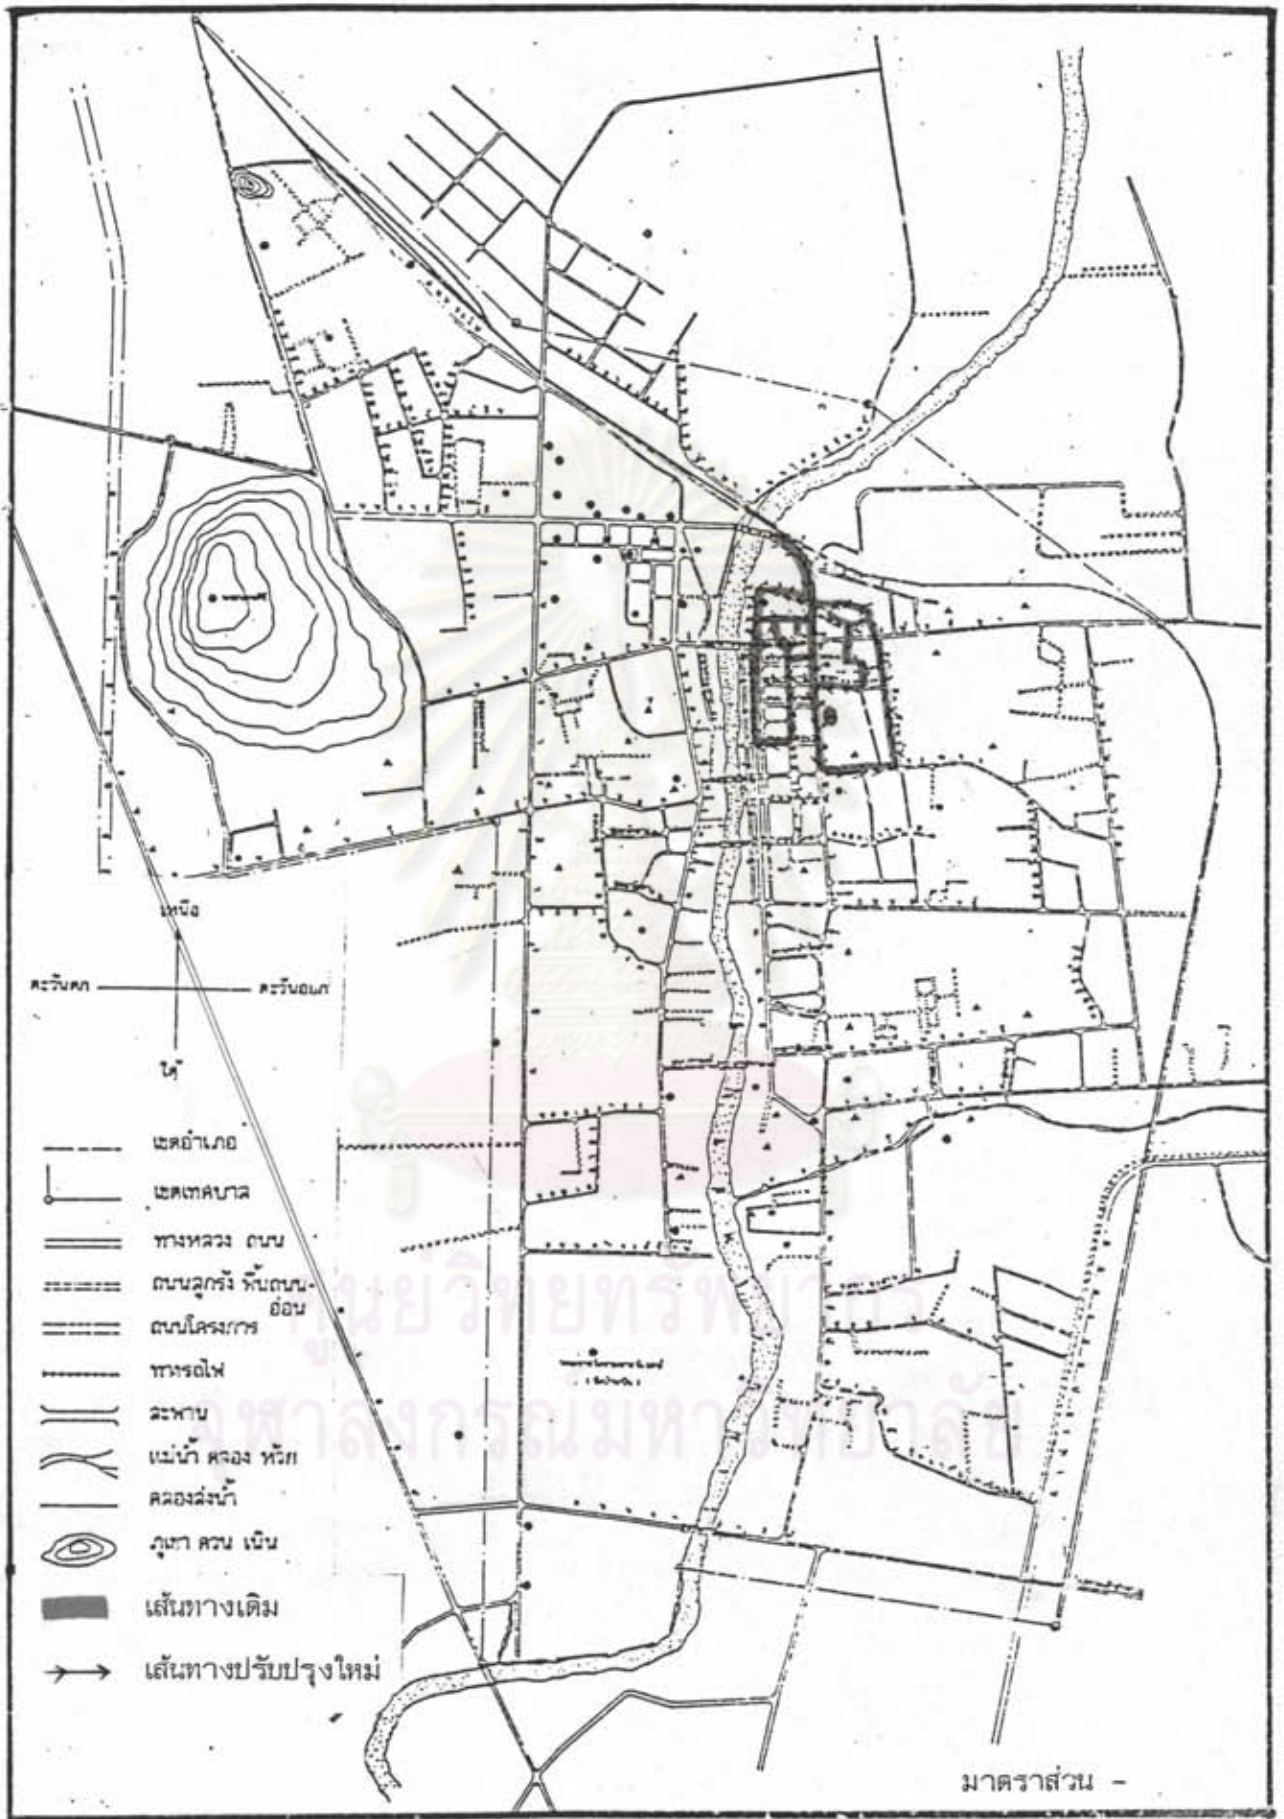 เหนือ
ตะวันตก
ตะวันออก
ใต้
เขตอำเภอ
เขตเทศบาล
ทางหลวง ถนน
ถนนลูกรัง พื้นถนน-
อ่อน
ถนนโครงการ
ทางรถไฟ
สะพาน
แม่น้ำ คลอง ห้วย
คลองส่งน้ำ
ภูเขา ควน เนิน
เส้นทางเดิม
เส้นทางปรับปรุงใหม่
ศูนย์วิทยทรัพยากร
จุฬาลงกรณ์มหาวิทยาลัย
มาตราส่วน -